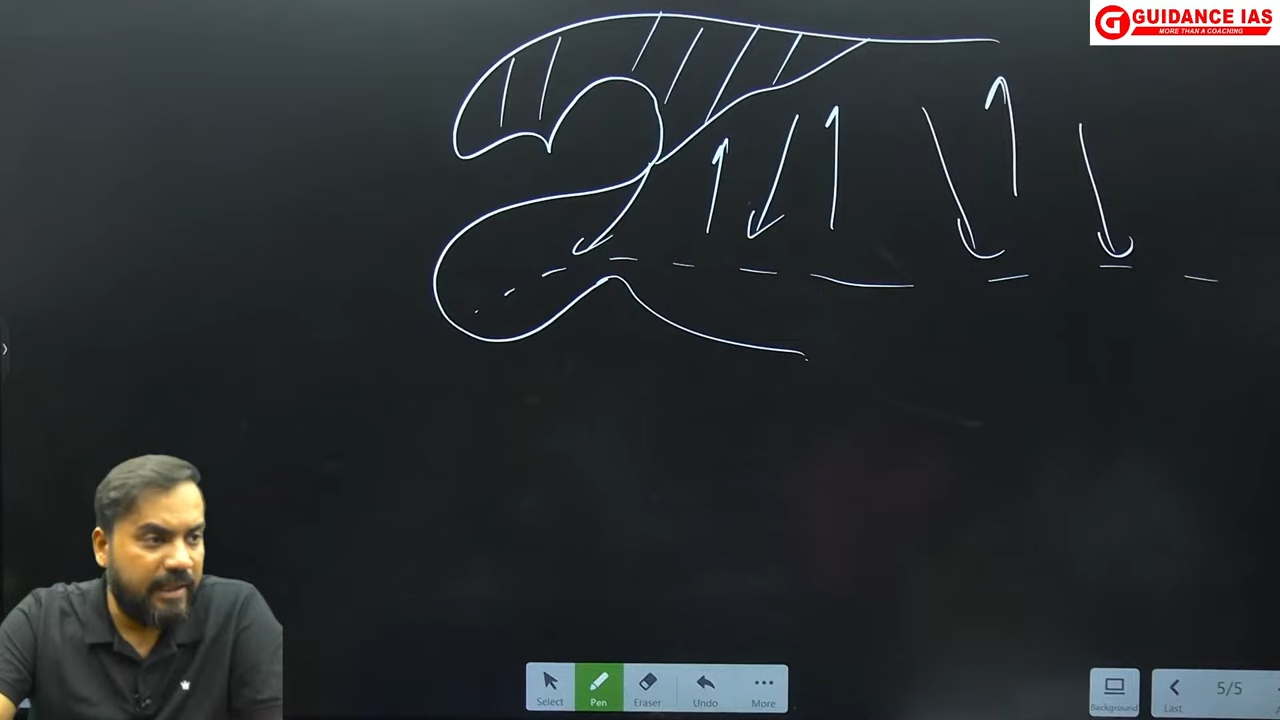 GUIDANCE IAS
MORE THAN A COACHING
Select
Pen
Eraser
Undo
More
Background
Last
5/5